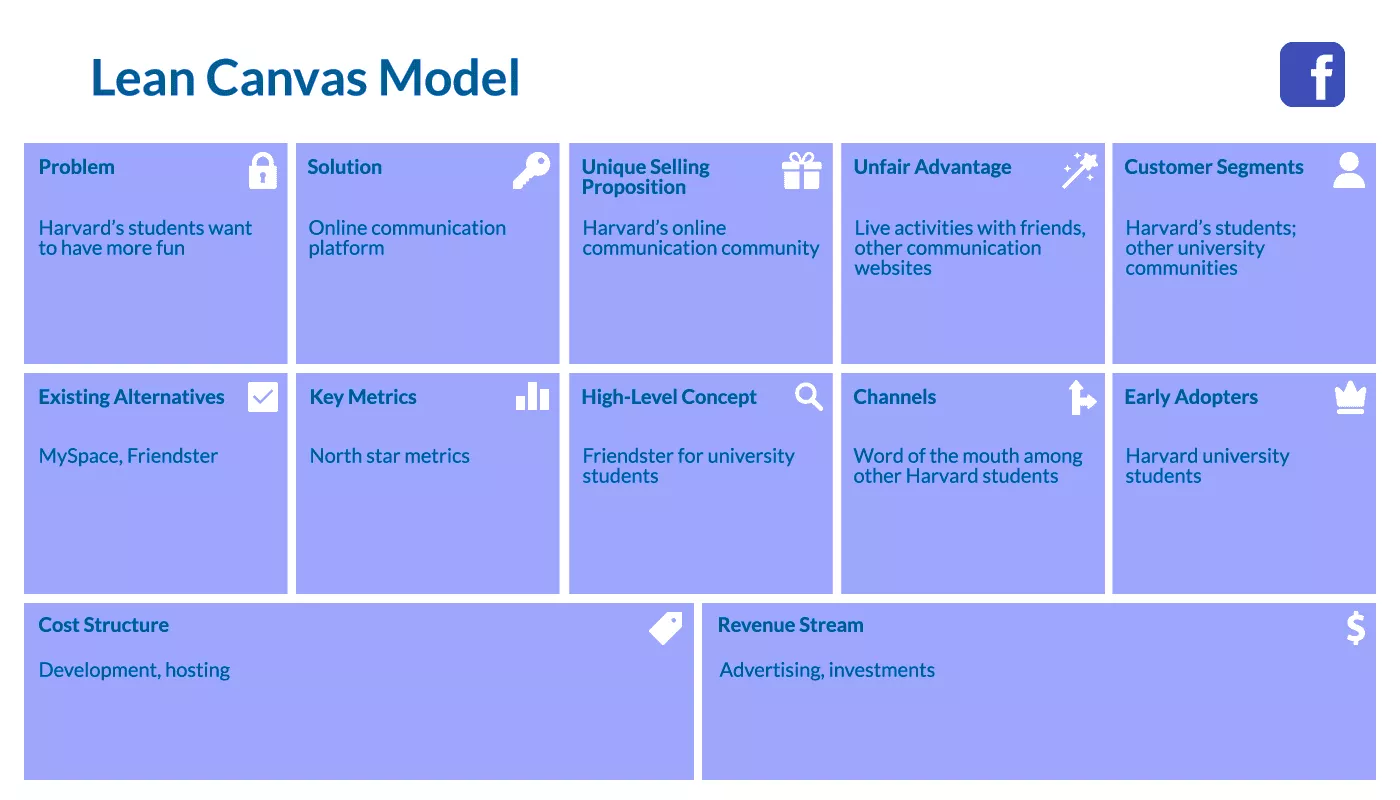 Lean Canvas Model
f
Problem
Harvard's students want
to have more fun
Solution
Online communication
platform
Unique Selling
Proposition
Harvard's online
communication community
Unfair Advantage
Live activities with friends,
other communication
websites
Customer Segments
Harvard's students;
other university
communities
Existing Alternatives
MySpace, Friendster
Key Metrics
North star metrics
High-Level Concept
Friendster for university
students
Channels
Word of the mouth among
other Harvard students
Early Adopters
Harvard university
students
Cost Structure
Development, hosting
Revenue Stream
$
Advertising, investments